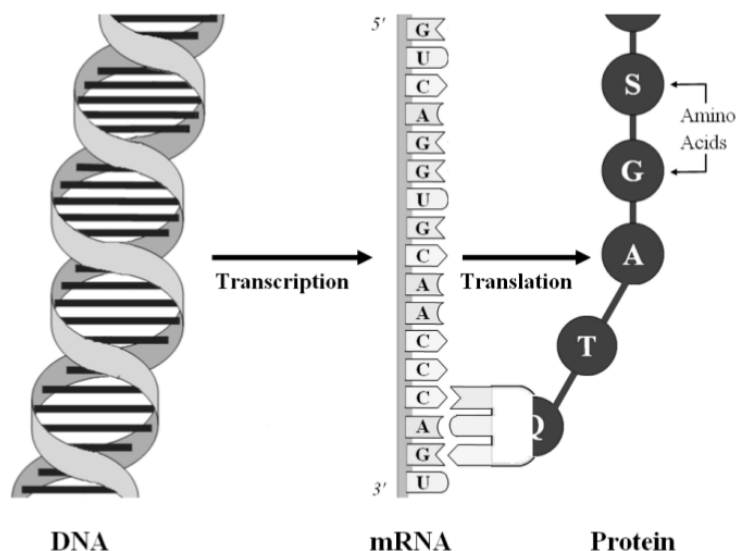 5'
G
U
C
A
G
G
U
G
C
A
A
C
C
C
A
G
U
3'
S
G
A
T
Q
Amino
Acids
Transcription
Translation
DNA
mRNA
Protein